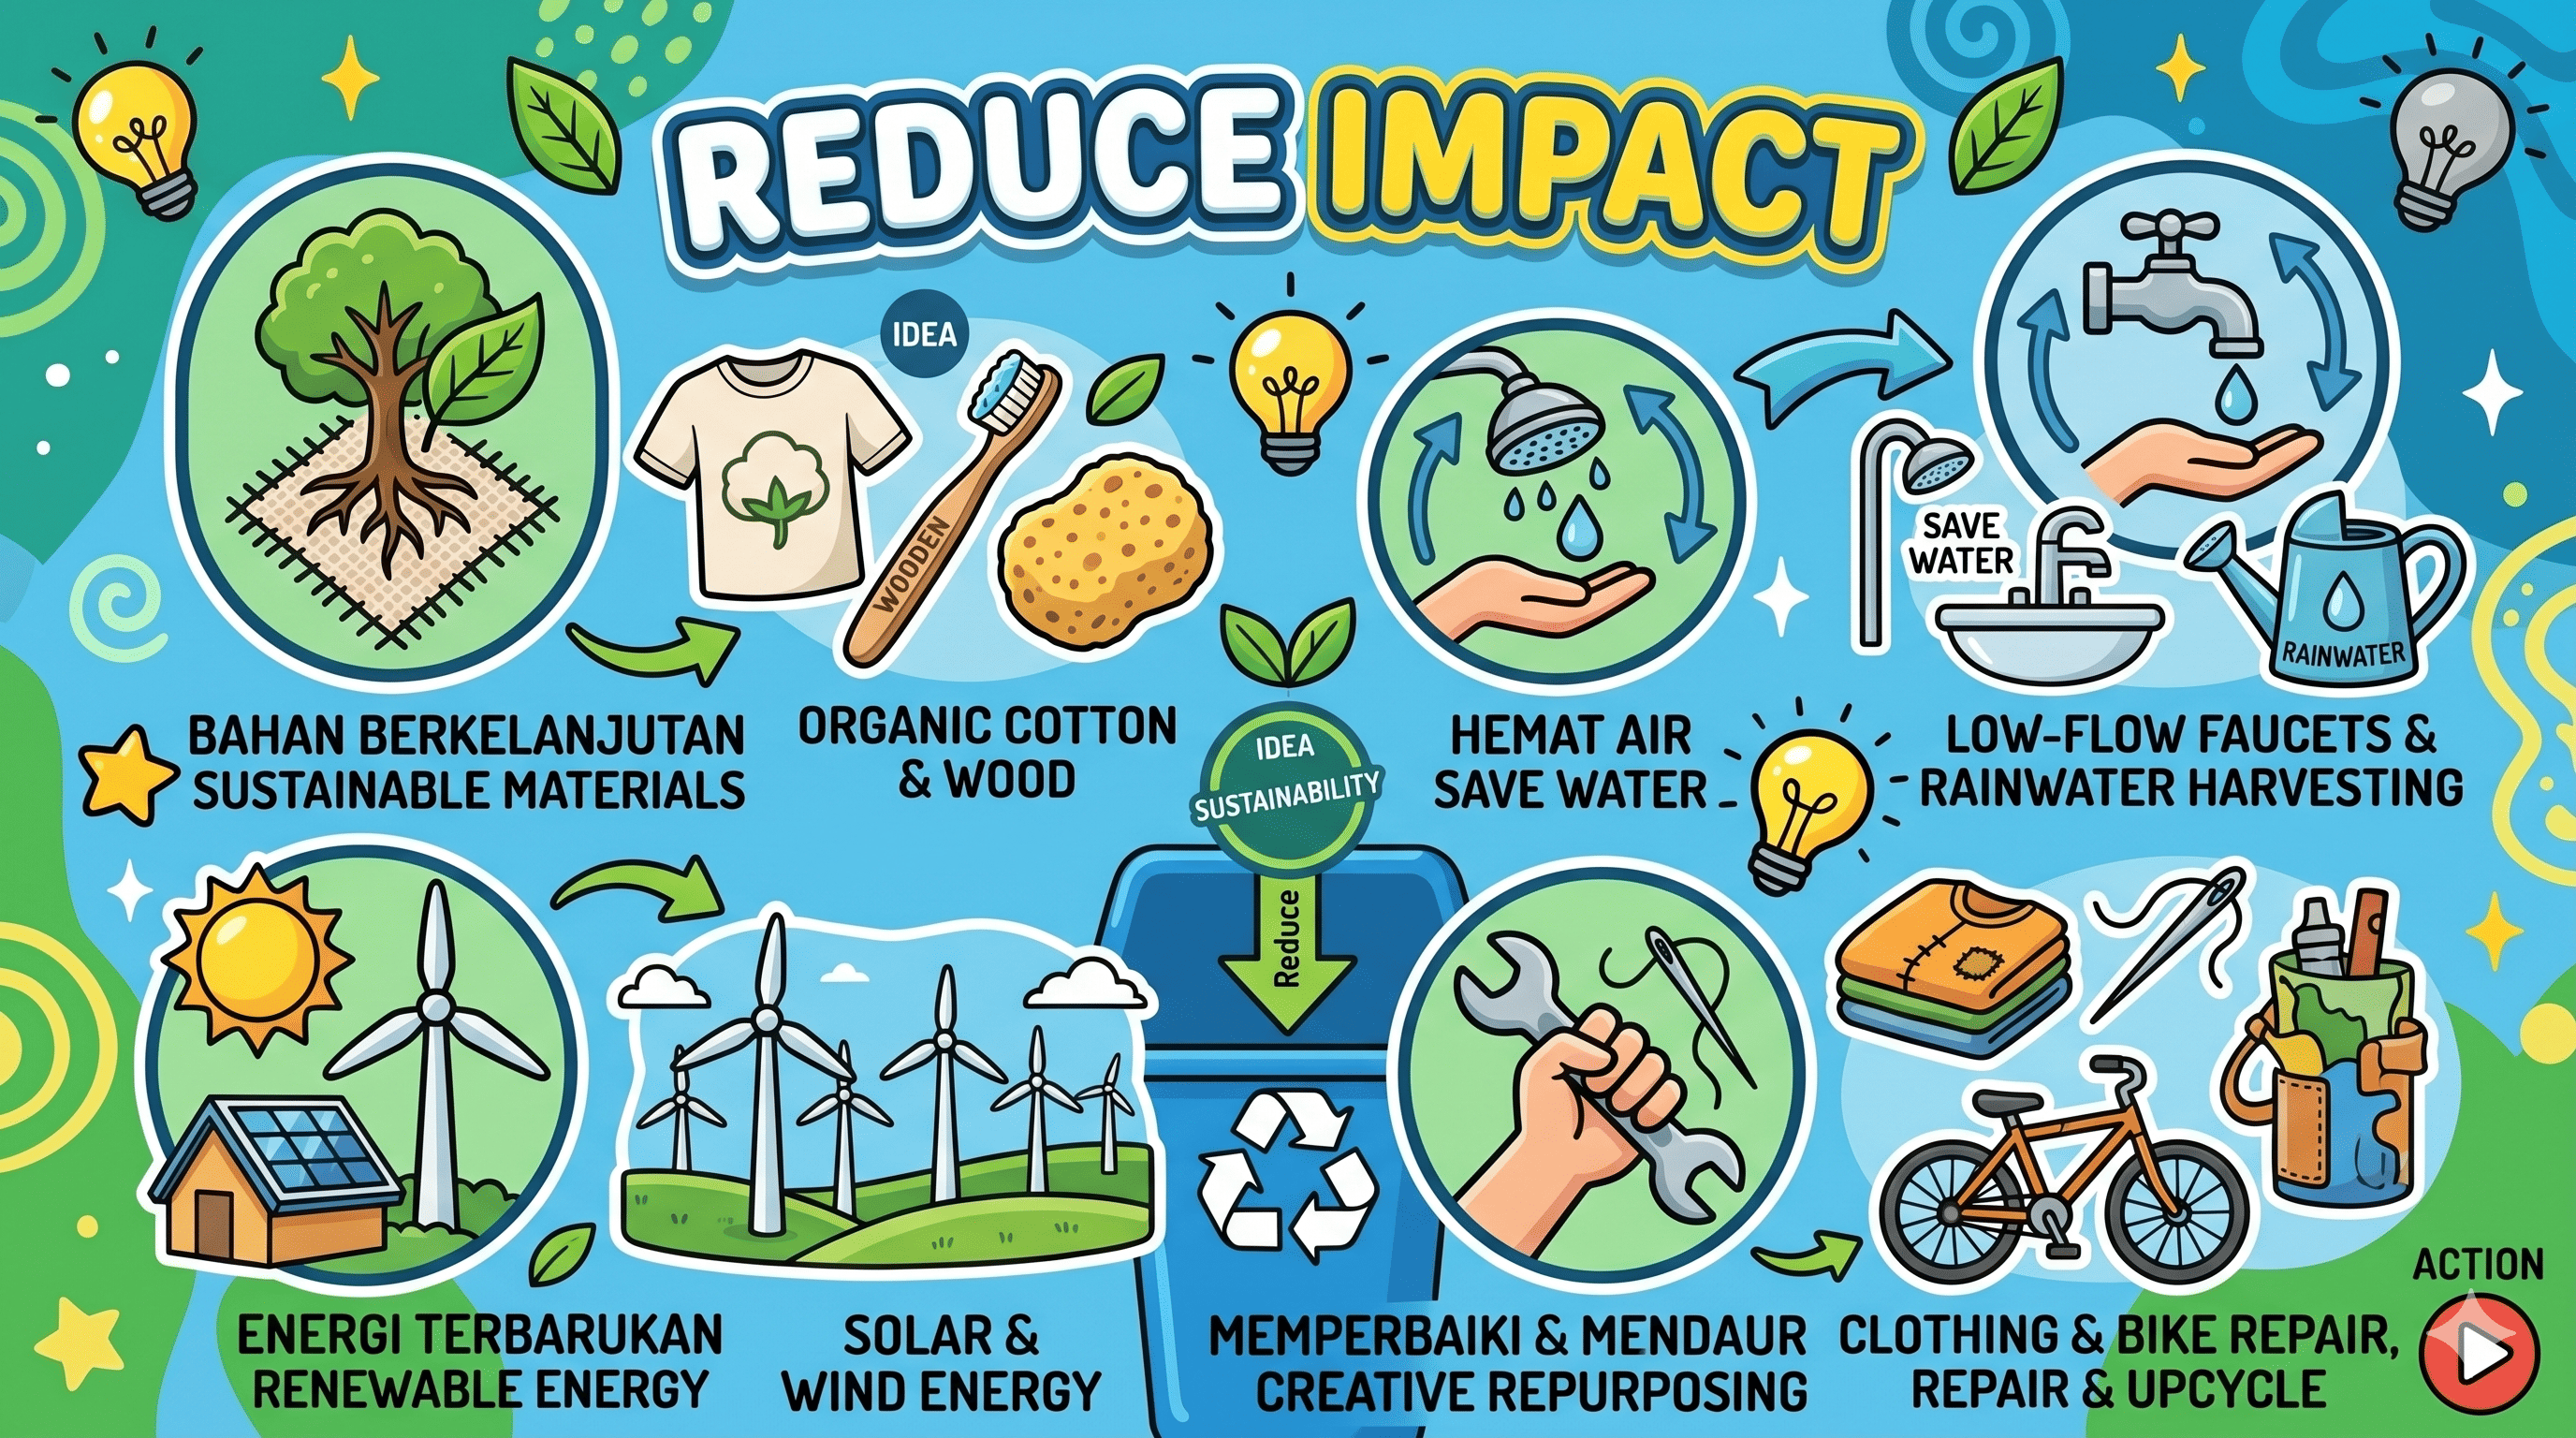 REDUCE IMPACT
IDEA
WOODEN
SAVE
WATER
RAINWATER
BAHAN BERKELANJUTAN
SUSTAINABLE MATERIALS
ORGANIC COTTON
& WOOD
IDEA
SUSTAINABILITY
HEMAT AIR
SAVE WATER
LOW-FLOW FAUCETS &
RAINWATER HARVESTING
Reduce
ENERGI TERBARUKAN
RENEWABLE ENERGY
SOLAR &
WIND ENERGY
MEMPERBAIKI & MENDAUR
CREATIVE REPURPOSING
CLOTHING & BIKE REPAIR,
REPAIR & UPCYCLE
ACTION